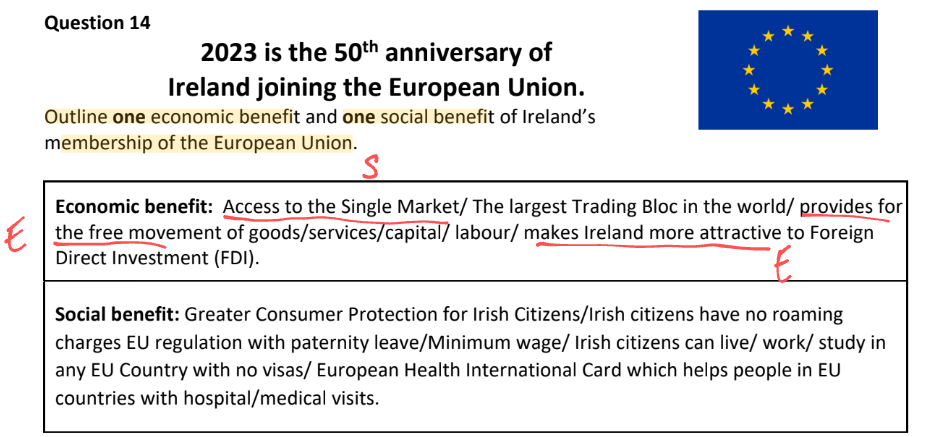 Question 14
2023 is the 50th anniversary of
Ireland joining the European Union.
Outline one economic benefit and one social benefit of Ireland's
membership of the European Union.
S
Economic benefit: Access to the Single Market/ The largest Trading Bloc in the world/ provides for
E the free movement of goods/services/capital/ labour/ makes Ireland more attractive to Foreign
Direct Investment (FDI).
E
Social benefit: Greater Consumer Protection for Irish Citizens/Irish citizens have no roaming
charges EU regulation with paternity leave/Minimum wage/ Irish citizens can live/ work/ study in
any EU Country with no visas/ European Health International Card which helps people in EU
countries with hospital/medical visits.